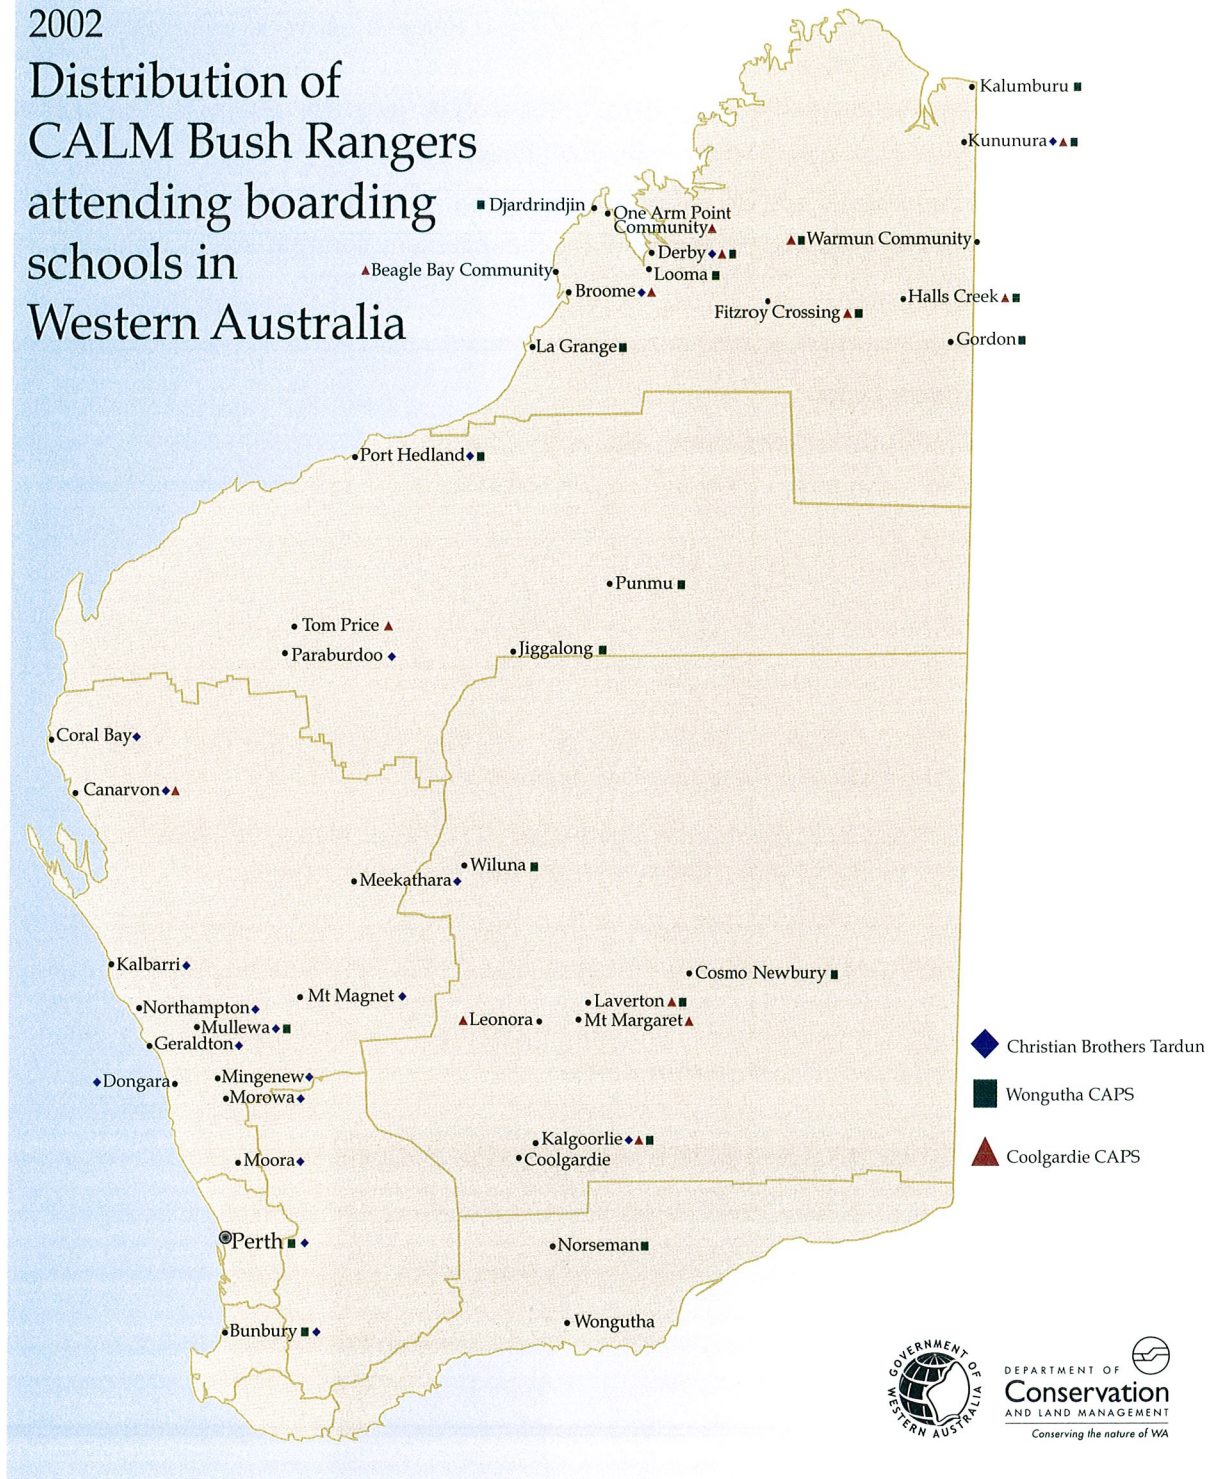 2002
Distribution of
CALM Bush Rangers
attending boarding
schools in
Western Australia
Kalumburu
Kununura
Djardrindjin
One Arm Point
Community
Warmun Community
Derby
Beagle Bay Community
Looma
Broome
Halls Creek
Fitzroy Crossing
Gordon
La Grange
Port Hedland
Punmu
Tom Price
Jiggalong
Paraburdoo
Coral Bay
Canarvon
Wiluna
Meekathara
Kalbarri
Cosmo Newbury
Mt Magnet
Laverton
Northampton
Leonora
Mt Margaret
Mullewa
Geraldton
Dongara
Mingenew
Morowa
Kalgoorlie
Coolgardie
Moora
Perth
Norseman
Wongutha
Bunbury
Christian Brothers Tardun
Wongutha CAPS
Coolgardie CAPS
GOVERNMENT OF
WESTERN AUSTRALIA
DEPARTMENT OF
Conservation
AND LAND MANAGEMENT
Conserving the nature of WA